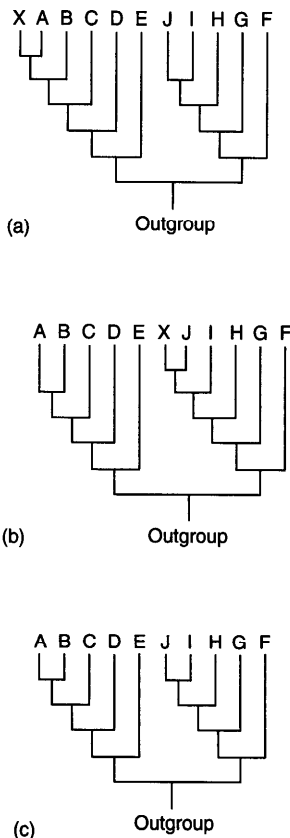 X A B C D E J I H G F
Outgroup
(a)
A B C D E X J I H G F
Outgroup
(b)
A B C D E J I H G F
Outgroup
(c)